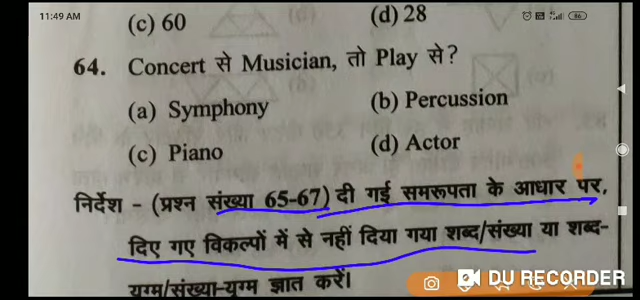 11:49 AM
86
(c) 60
(d) 28
64. Concert से Musician, तो Play से?
(a) Symphony
(b) Percussion
(c) Piano
(d) Actor
निर्देश - (प्रश्न संख्या 65-67) दी गई समरूपता के आधार पर,
दिए गए विकल्पों में से नहीं दिया गया शब्द/संख्या या शब्द-
युग्म/संख्या-युग्म ज्ञात करें।
DU RECORDER